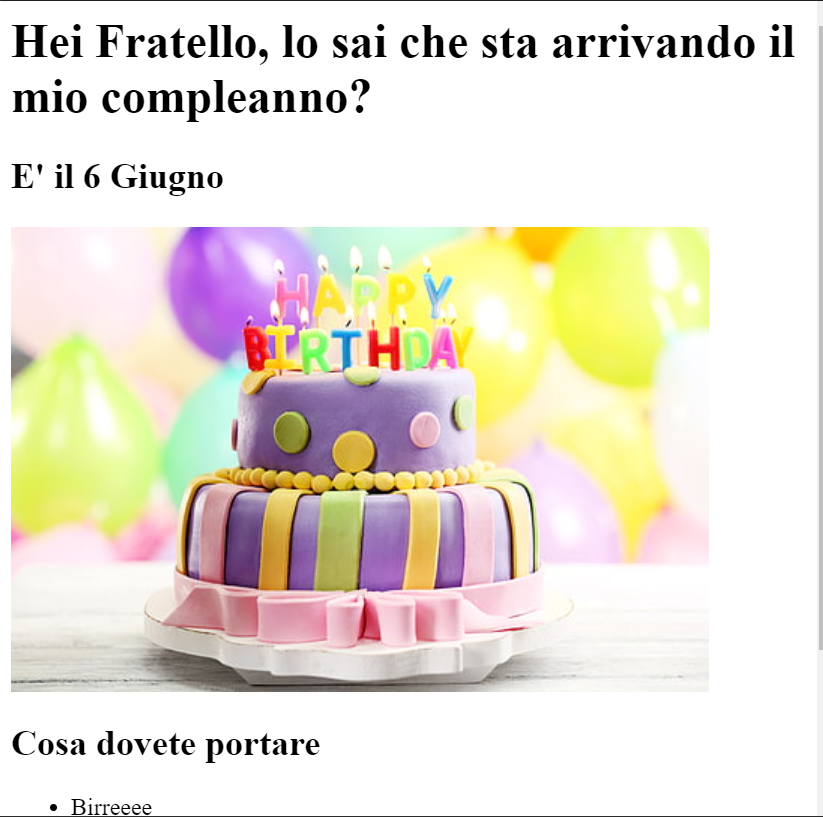 Hei Fratello, lo sai che sta arrivando il
mio compleanno?
E' il 6 Giugno
HAPPY
BIRTHDAY
Cosa dovete portare
• Birreeee